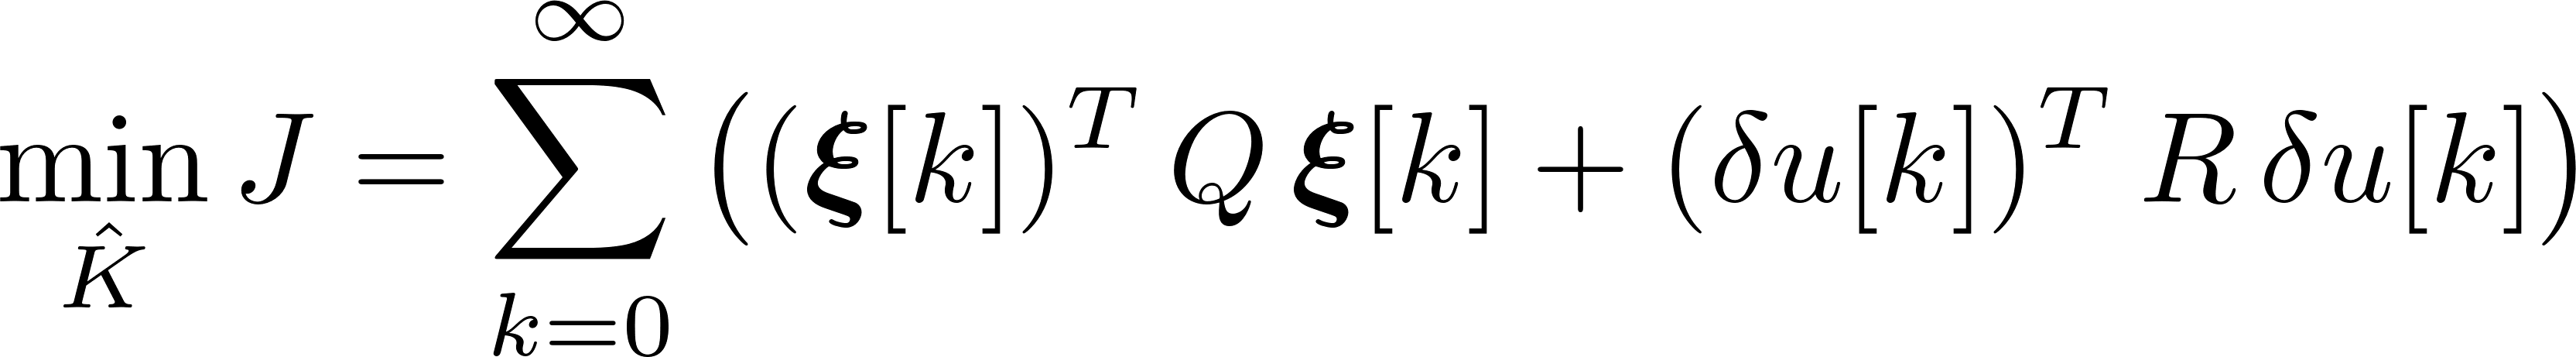 \min_{\hat{K}} J = \sum_{k=0}^{\infty} \left( (\boldsymbol{\xi}[k])^T Q \boldsymbol{\xi}[k] + (\delta u[k])^T R \, \delta u[k] \right)